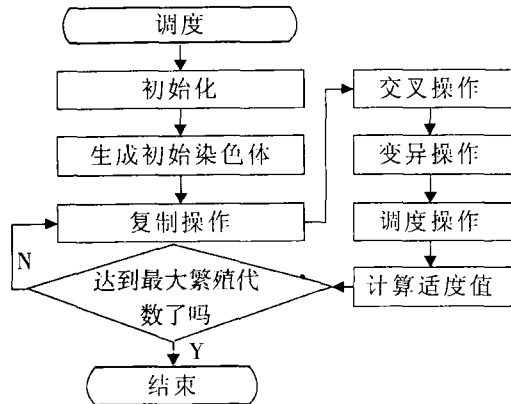 调度
初始化
生成初始染色体
复制操作
交叉操作
变异操作
调度操作
计算适度值
达到最大繁殖代
数了吗
N
Y
结束